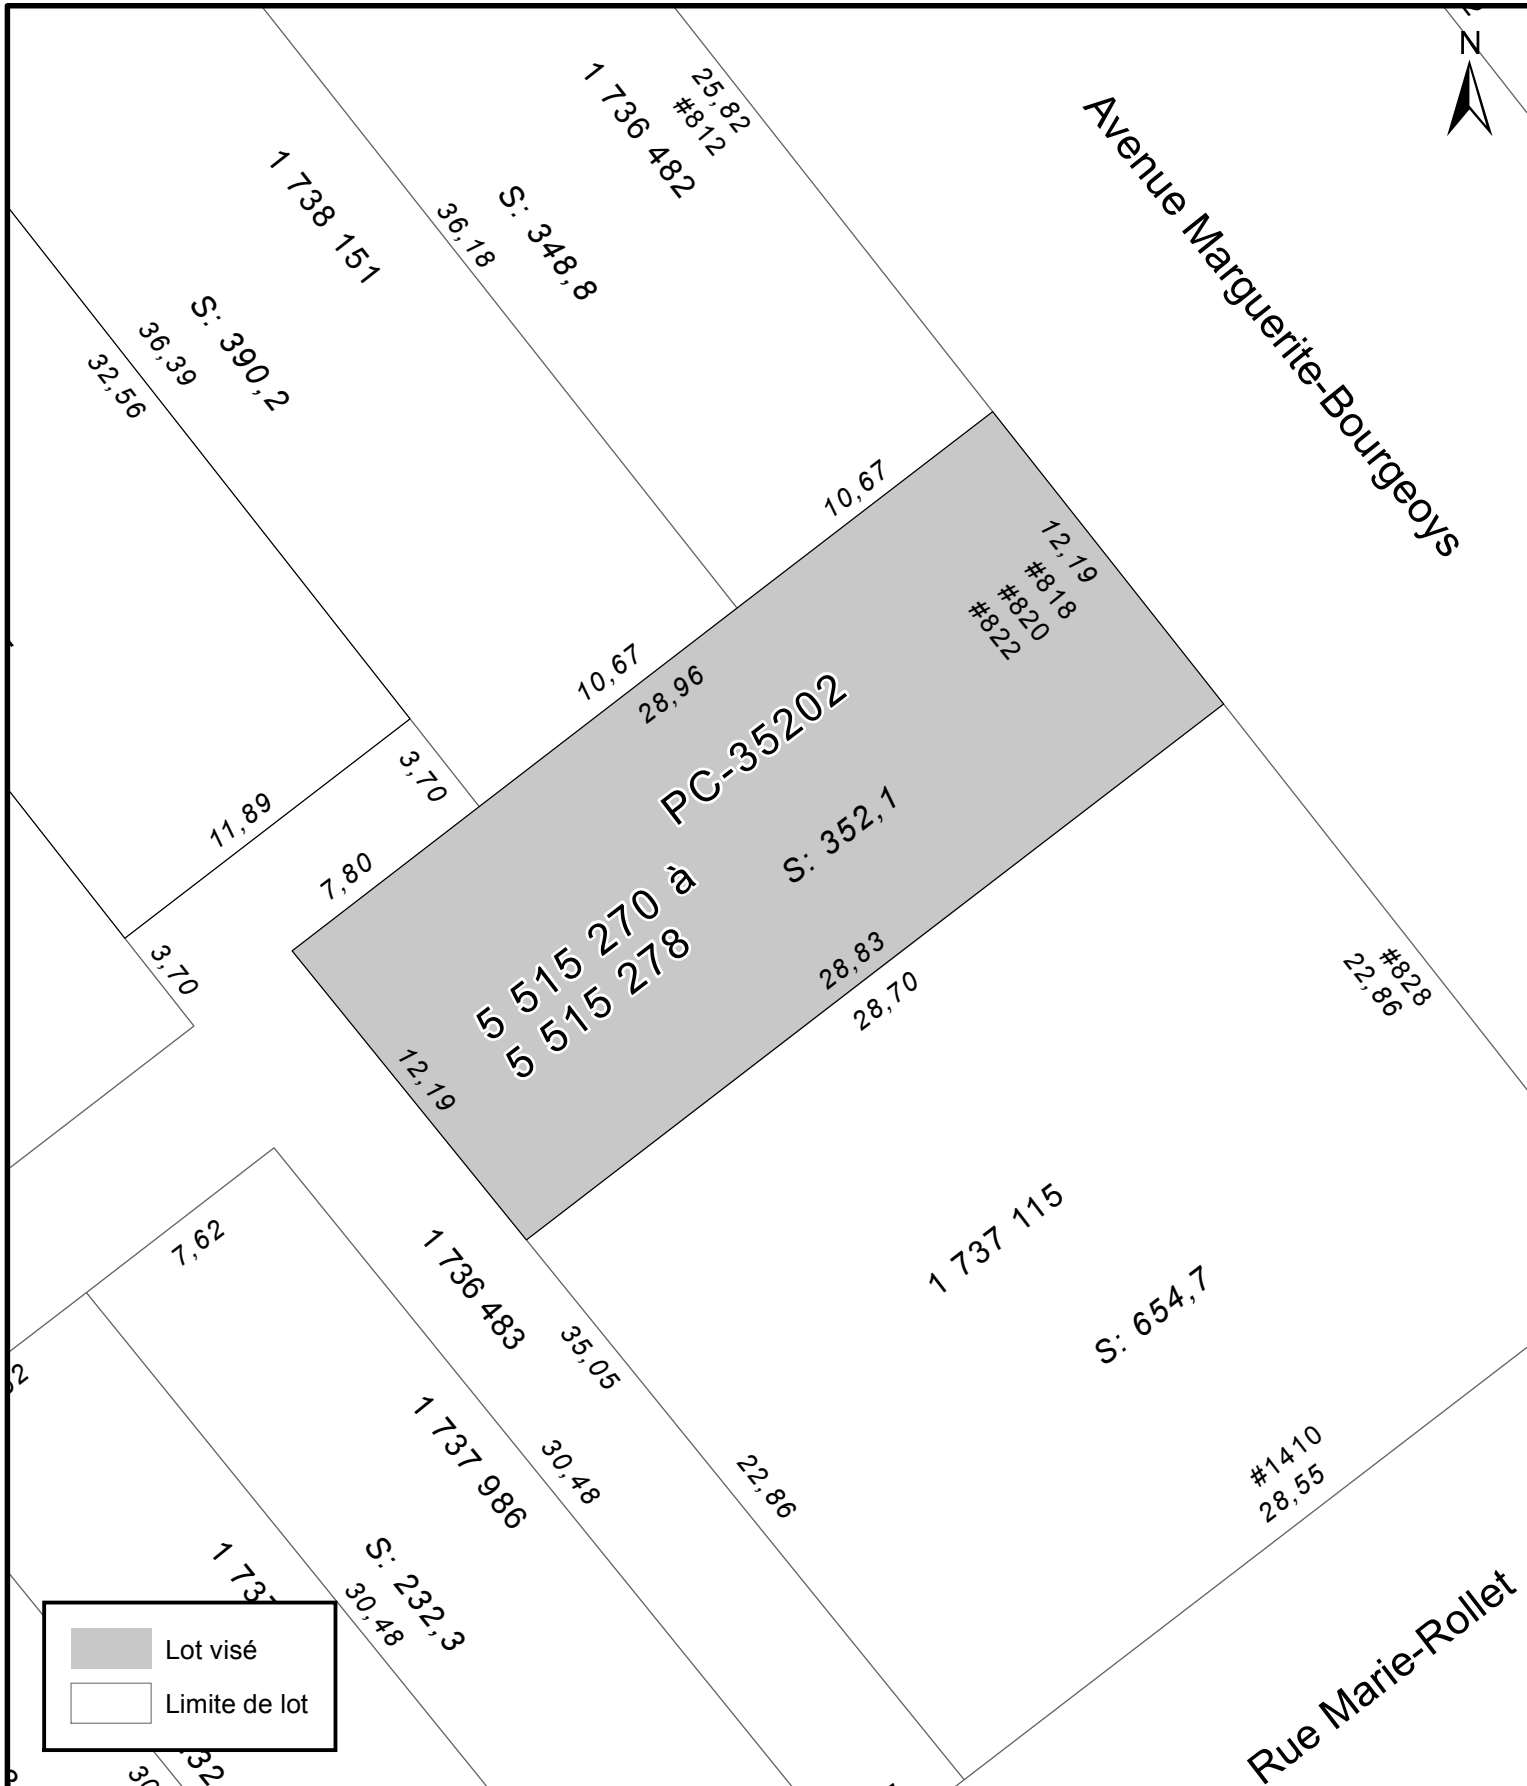 N
25,82
#812
1 736 482
Avenue Marguerite-Bourgeoys
1 738 151
36,18
S: 348,8
S: 390,2
36,39
32,56
10,67
12,19
#818
#820
#822
10,67
28,96
PC-35202
3,70
11,89
S: 352,1
7,80
5 515 270 à
5 515 278
3,70
28,83
28,70
#828
22,86
12,19
1 737 115
7,62
1 736 483
S: 654,7
35,05
1 737 986
30,48
22,86
#1410
28,55
S: 232,3
30,48
Lot visé
Limite de lot
Rue Marie-Rollet